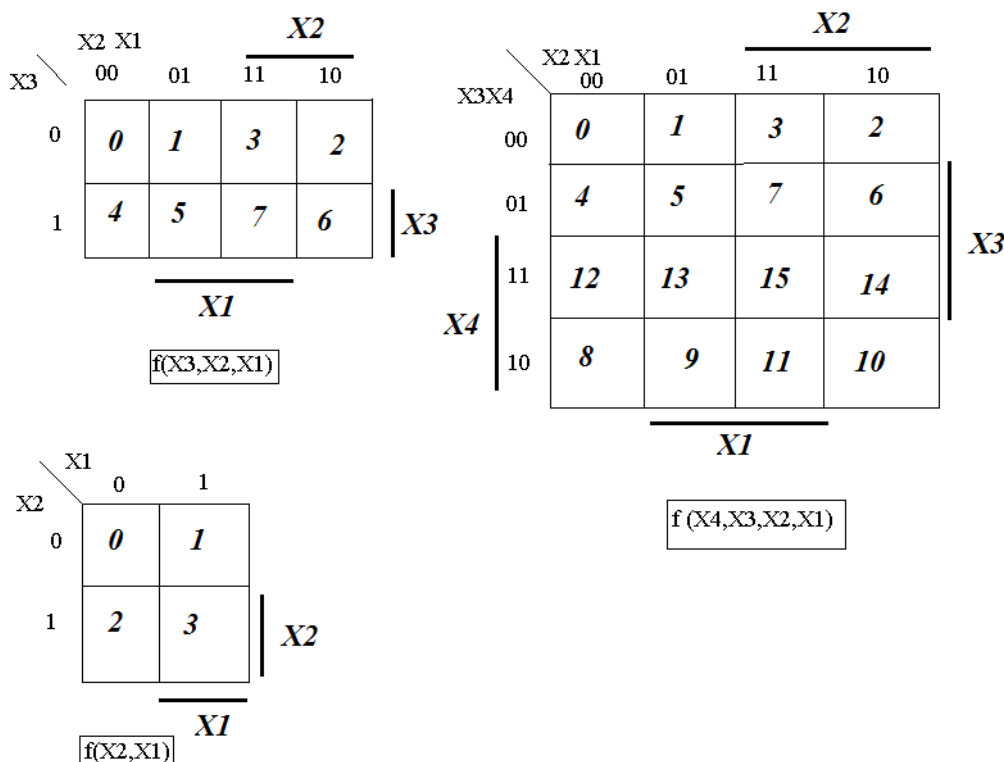 X2 X1
X2
X3
00 01 11 10
0 0 1 3 2
1 4 5 7 6
X3
X1
f(X3,X2,X1)
X2
X2 X1
00 01 11 10
X3X4
00 0 1 3 2
01 4 5 7 6
X3
11 12 13 15 14
X4
10 8 9 11 10
X1
f (X4,X3,X2,X1)
X1
0 1
X2
0 0 1
1 2 3
X2
X1
f(X2,X1)